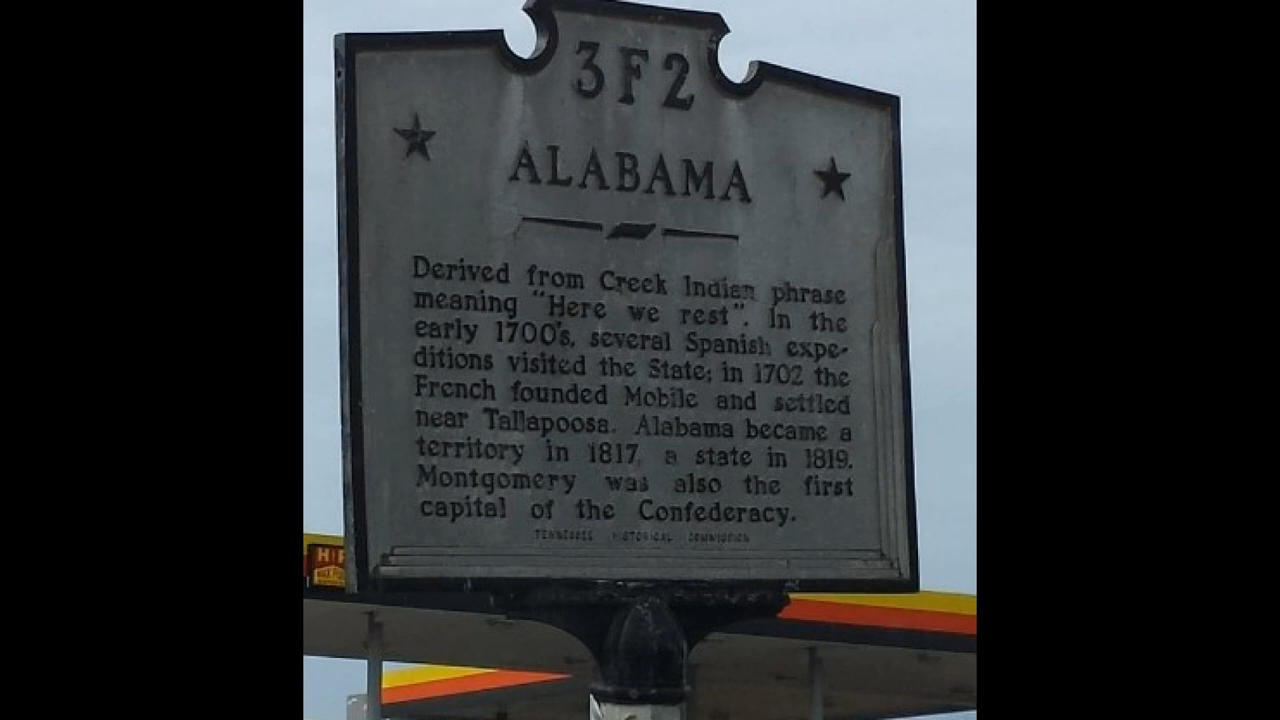 3F2
ALABAMA
Derived from Creek Indian phrase
meaning "Here we rest". In the
early 1700's, several Spanish expe-
ditions visited the State; in 1702 the
French founded Mobile and settled
near Tallapoosa. Alabama became a
territory in 1817, a state in 1819.
Montgomery was also the first
capital of the Confederacy.
TENNESSEE HISTORICAL COMMISSION